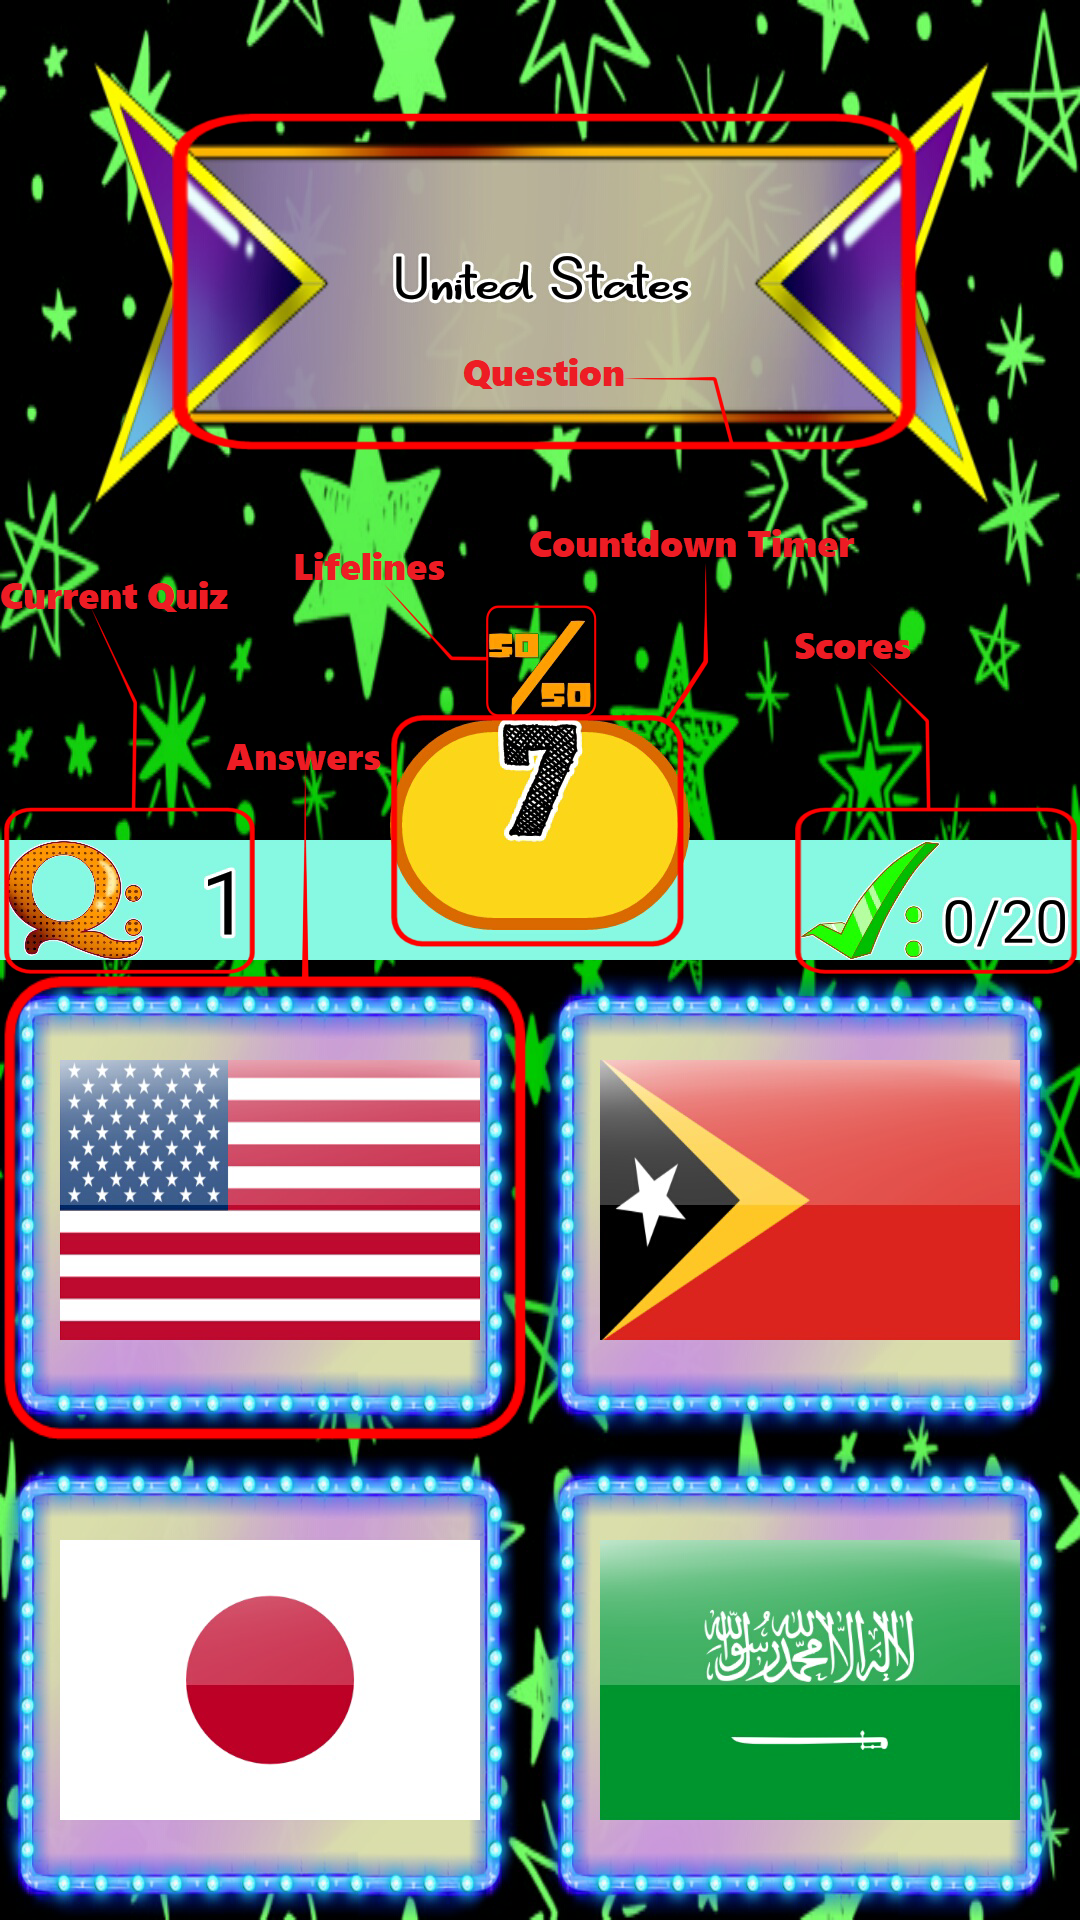 United States
Question
Countdown Timer
Lifelines
Current Quiz
50/50
Scores
7
Answers
Q: 1
0/20
لا إله إلا الله محمد رسول الله